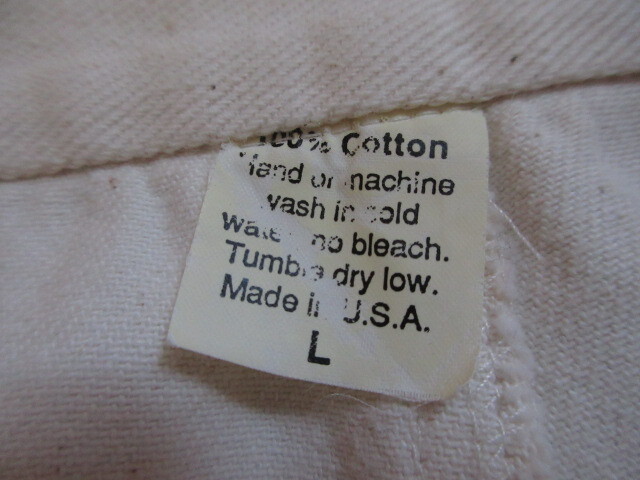 100% Cotton
Hand or machine
wash in cold
water no bleach.
Tumble dry low.
Made in U.S.A.
L